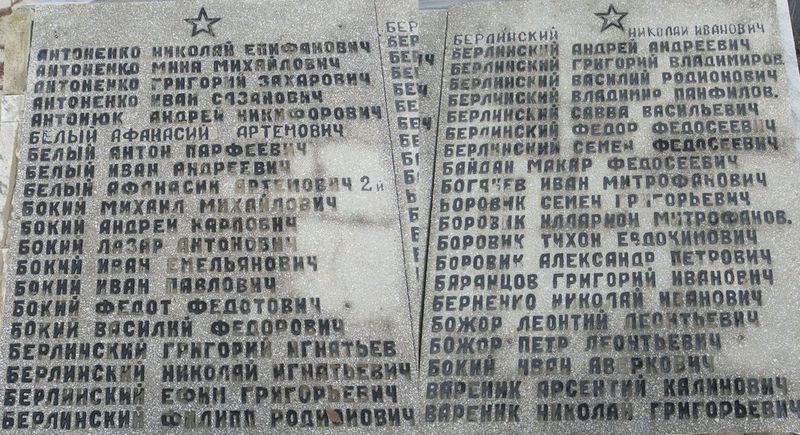 АНТОНЕНКО НИКОЛАЙ ЕПИФАНОВИЧ
АНТОНЕНКО МИНА МИХАЙЛОВИЧ
АНТОНЕНКО ГРИГОРИЙ ЗАХАРОВИЧ
АНТОНЕНКО ИВАН САЗАНОВИЧ
АНТОНЮК АНДРЕЙ НИКИФОРОВИЧ
БЕЛЫЙ АФАНАСИЙ АРТЕМОВИЧ
БЕЛЫЙ АНТОН ПАРФЕЕВИЧ
БЕЛЫЙ ИВАН АНДРЕЕВИЧ
БЕЛЫЙ АФАНАСИЙ АРТЕМОВИЧ 2й
БОКИЙ МИХАИЛ МИХАЙЛОВИЧ
БОКИЙ АНДРЕЙ КАРПОВИЧ
БОКИЙ ЛАЗАР АНТОНОВИЧ
БОКИЙ ИВАН ЕМЕЛЬЯНОВИЧ
БОКИЙ ИВАН ПАВЛОВИЧ
БОКИЙ ФЕДОТ ФЕДОТОВИЧ
БОКИЙ ВАСИЛИЙ ФЕДОРОВИЧ
БЕРЛИНСКИЙ ГРИГОРИЙ ИГНАТЬЕВ
БЕРЛИНСКИЙ НИКОЛАЙ ИГНАТЬЕВИЧ
БЕРЛИНСКИЙ ЕФИМ ГРИГОРЬЕВИЧ
БЕРЛИНСКИЙ ФИЛИПП РОДИОНОВИЧ
БЕРЛИНСКИЙ НИКОЛАЙ ИВАНОВИЧ
БЕРЛИНСКИЙ АНДРЕЙ АНДРЕЕВИЧ
БЕРЛИНСКИЙ ГРИГОРИЙ ВЛАДИМИРОВ
БЕРЛИНСКИЙ ВАСИЛИЙ РОДИОНОВИЧ
БЕРЛИНСКИЙ ВЛАДИМИР ПАНФИЛОВ.
БЕРЛИНСКИЙ САВВА ВАСИЛЬЕВИЧ
БЕРЛИНСКИЙ ФЕДОР ФЕДОСЕЕВИЧ
БЕРЛИНСКИЙ СЕМЕН ФЕДОСЕЕВИЧ
БАЙДАН МАКАР ФЕДОСЕЕВИЧ
БОГАЧЕВ ИВАН МИТРОФАНОВИЧ
БОРОВИК СЕМЕН ГРИГОРЬЕВИЧ
БОРОВИК ИЛЛАРИОН МИТРОФАНОВ.
БОРОВИК ТИХОН ЕВДОКИМОВИЧ
БОРОВИК АЛЕКСАНДР ПЕТРОВИЧ
БАРАНЦОВ ГРИГОРИЙ ИВАНОВИЧ
БЕРНЕНКО НИКОЛАЙ ИВАНОВИЧ
БОЖОР ЛЕОНТИЙ ЛЕОНТЬЕВИЧ
БОЖОР ПЕТР ЛЕОНТЬЕВИЧ
БОКИЙ ИВАН АВЕРКОВИЧ
ВАРЕНИК АРСЕНТИЙ КАЛИНОВИЧ
ВАРЕНИК НИКОЛАЙ ГРИГОРЬЕВИЧ